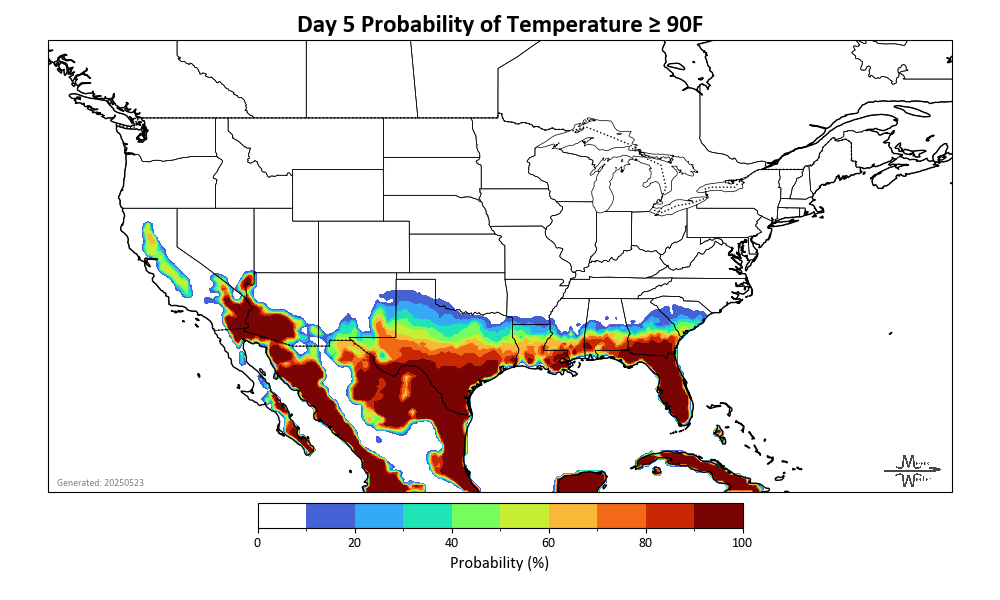 Day 5 Probability of Temperature ≥ 90F
Generated: 20250523
0 20 40 60 80 100
Probability (%)